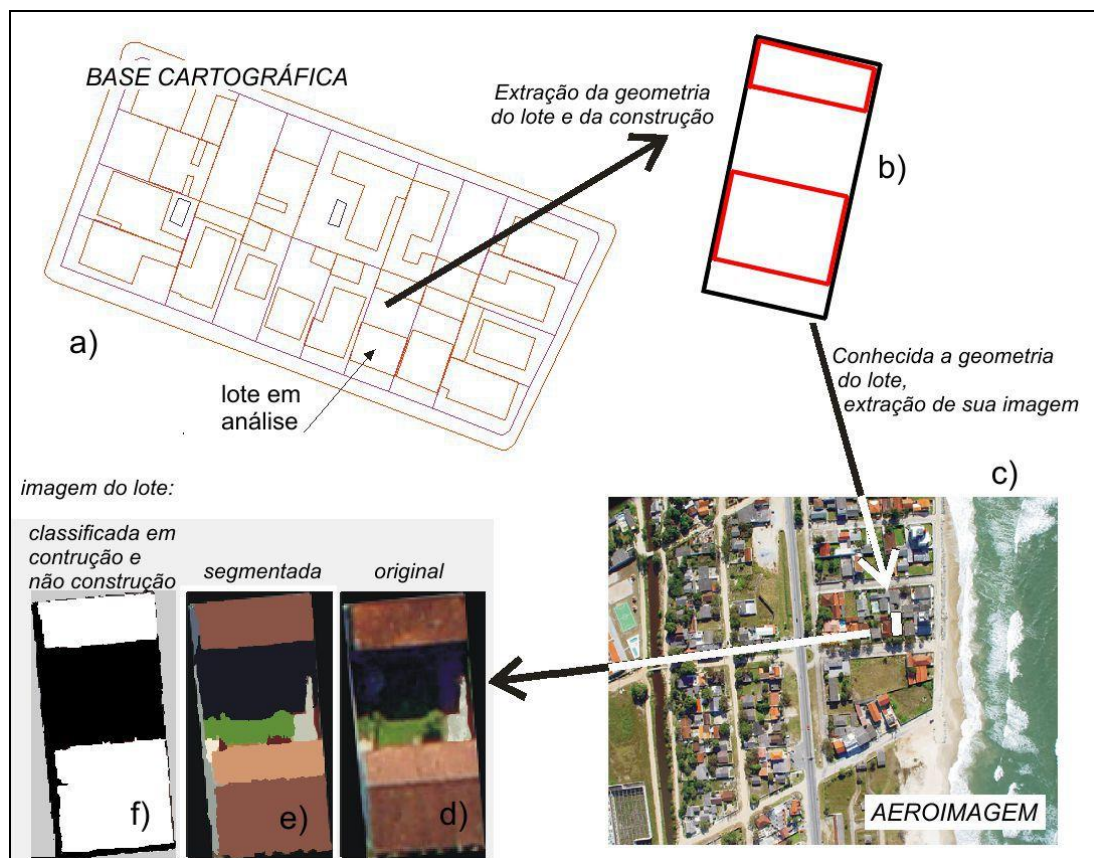 BASE CARTOGRÁFICA
Extração da geometria
do lote e da construção
b)
a)
lote em
análise
Conhecida a geometria
do lote,
extração de sua imagem
c)
imagem do lote:
classificada em
contrução e
não construção
segmentada
original
f)
e)
d)
AEROIMAGEM